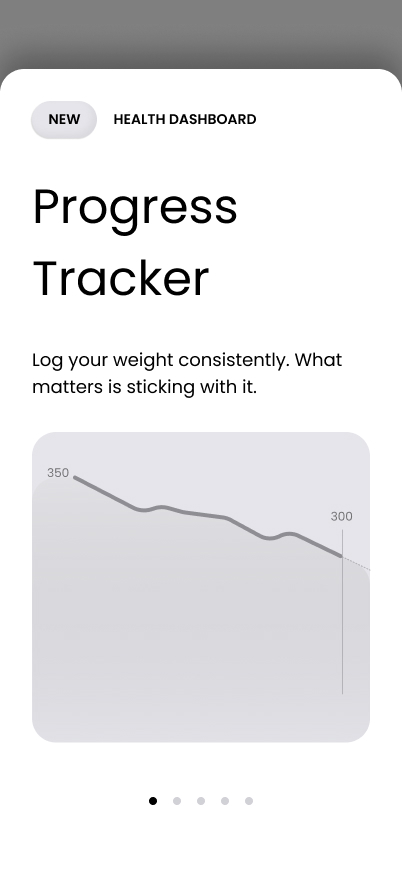 NEW HEALTH DASHBOARD
Progress
Tracker
Log your weight consistently. What
matters is sticking with it.
350
300